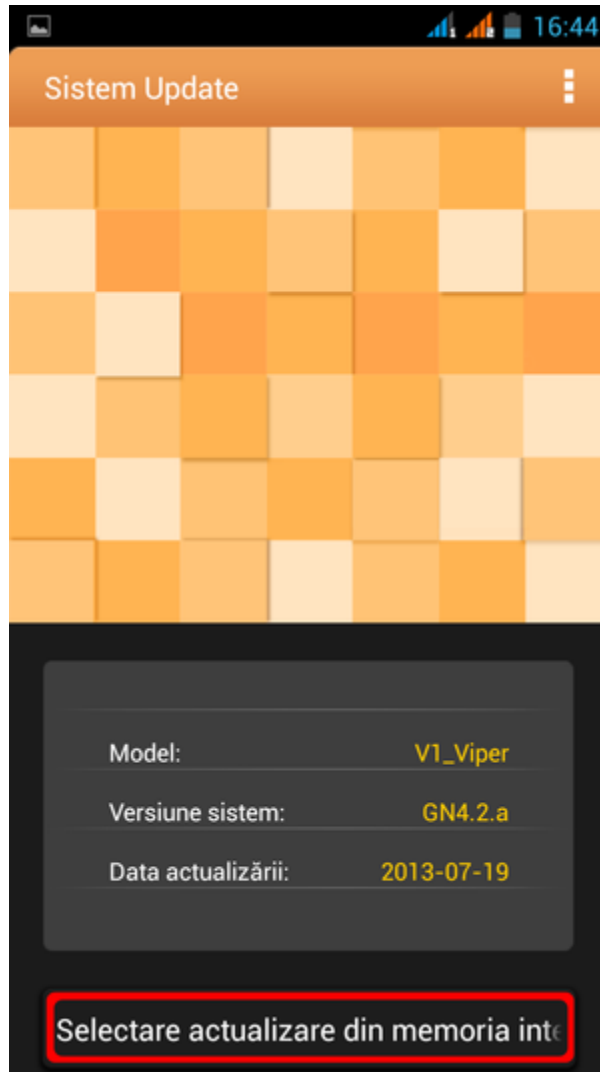 16:44
Sistem Update
Model: V1_Viper
Versiune sistem: GN4.2.a
Data actualizării: 2013-07-19
Selectare actualizare din memoria inte